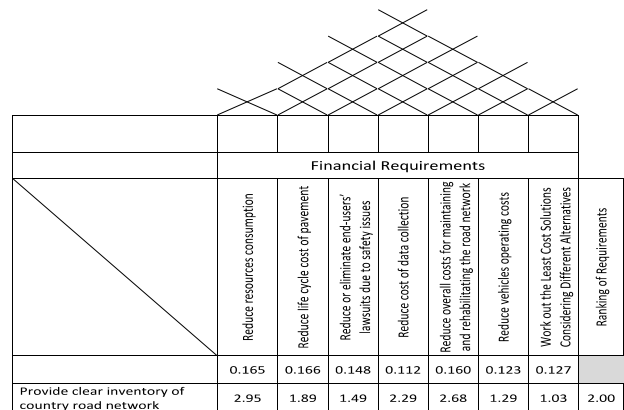 Financial Requirements
Reduce resources consumption
Reduce life cycle cost of pavement
Reduce or eliminate end-users'
lawsuits due to safety issues
Reduce cost of data collection
Reduce overall costs for maintaining
and rehabilitating the road network
Reduce vehicles operating costs
Work out the Least Cost Solutions
Considering Different Alternatives
Ranking of Requirements
0.165 0.166 0.148 0.112 0.160 0.123 0.127
Provide clear inventory of
country road network
2.95 1.89 1.49 2.29 2.68 1.29 1.03 2.00